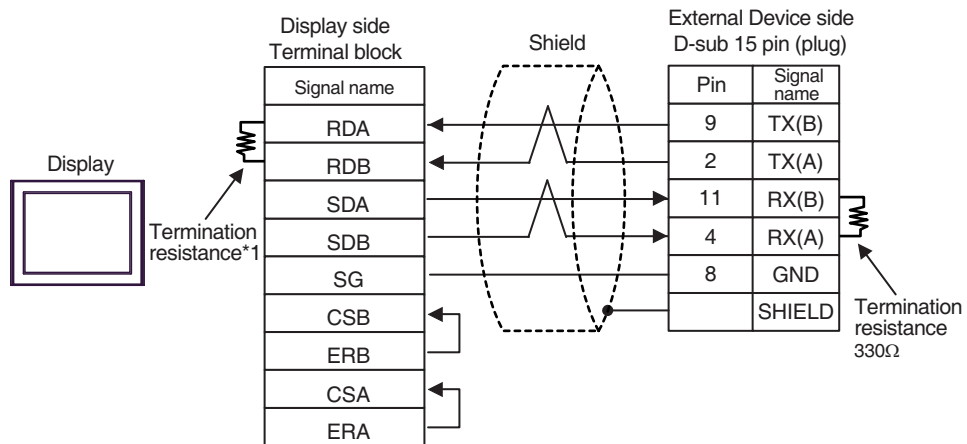 Display side
Terminal block
Shield
External Device side
D-sub 15 pin (plug)
Signal name
Pin
Signal
name
RDA
9
TX(B)
RDB
2
TX(A)
Display
SDA
11
RX(B)
Termination
resistance*1
SDB
4
RX(A)
SG
8
GND
CSB
SHIELD
Termination
resistance
330Ω
ERB
CSA
ERA